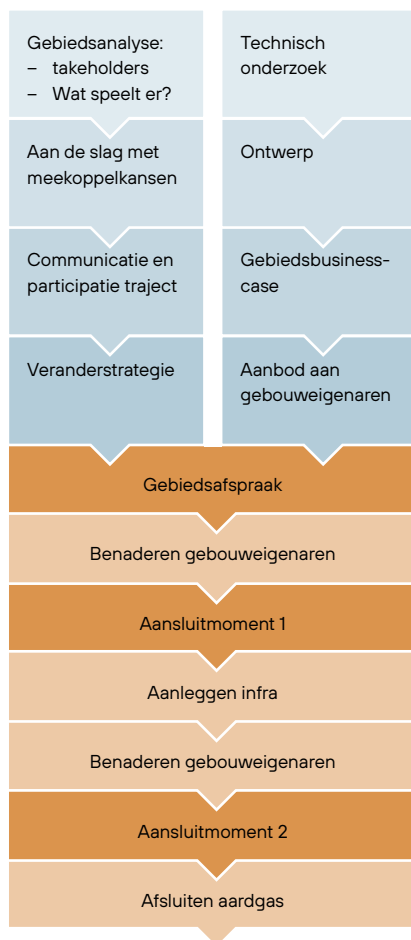 Gebiedsanalyse:
– takeholders
– Wat speelt er?
Technisch
onderzoek
Aan de slag met
meekoppelkansen
Ontwerp
Communicatie en
participatie traject
Gebiedsbusiness-
case
Veranderstrategie
Aanbod aan
gebouweigenaren
Gebiedsafspraak
Benaderen gebouweigenaren
Aansluitmoment 1
Aanleggen infra
Benaderen gebouweigenaren
Aansluitmoment 2
Afsluiten aardgas